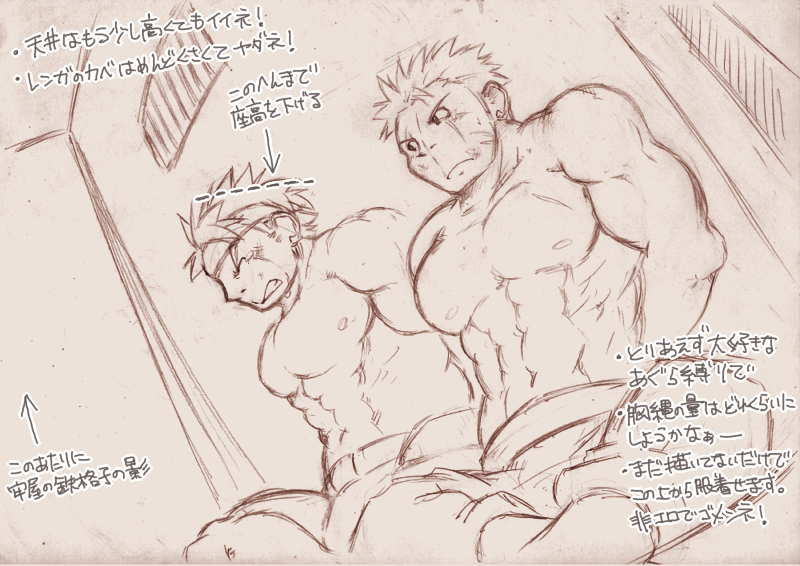 ・天井はもう少し高くてもイイネ!
・レンガのカベはめんどくさくてヤダネ!
このへんまで
座高を下げる
このあたりに
牢屋の鉄格子の影
・とりあえず大好きな
あぐら縛りで
・胸縄の量はどれくらいに
しようかなぁー
・まだ描いてないだけで
この上から服着せます。
非エロでゴメンネ!